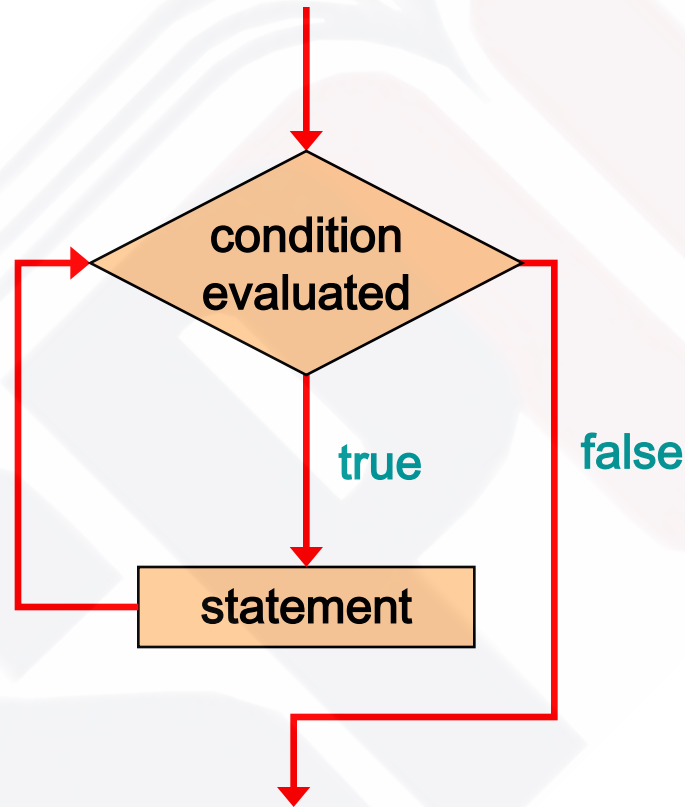 condition
evaluated
true
false
statement